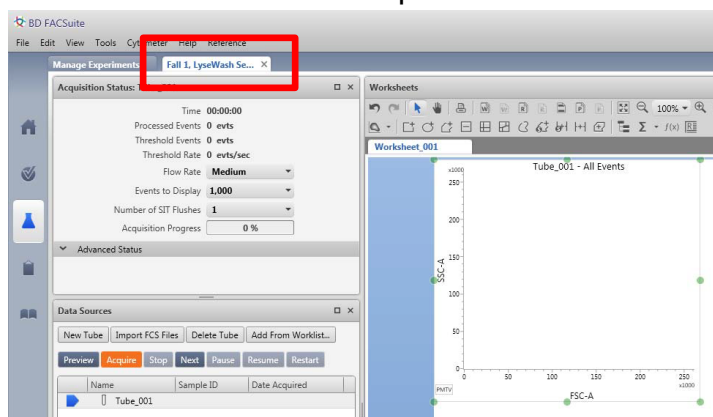 BD FACSuite
File Edit View Tools Cytometer Help Reference
Manage Experiments Fall 1, LyseWash Se... ×
Acquisition Status:
Time 00:00:00
Processed Events 0 evts
Threshold Events 0 evts
Threshold Rate 0 evts/sec
Flow Rate Medium
Events to Display 1,000
Number of SIT Flushes 1
Acquisition Progress 0 %
Advanced Status
Data Sources
New Tube Import FCS Files Delete Tube Add From Worklist...
Preview Acquire Stop Next Pause Resume Restart
Name Sample ID Date Acquired
Tube_001
Worksheets
100%
f(x)
Worksheet_001
Tube_001 - All Events
x1000
250
200
150
100
50
0
SSC-A
0 50 100 150 200 250
x1000
PMTV
FSC-A